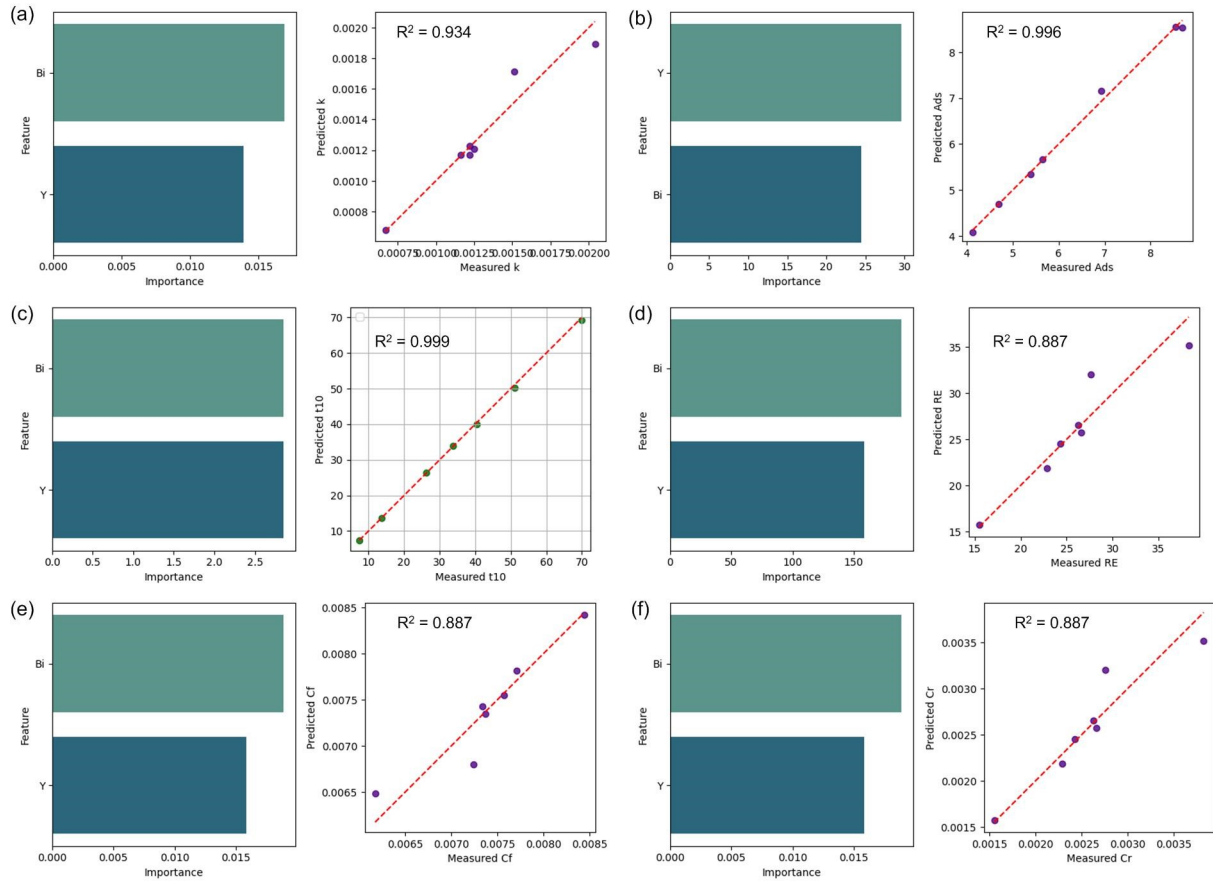 (a)
Bi
Y
Feature
0.000 0.005 0.010 0.015
Importance
R² = 0.934
0.0020
0.0018
0.0016
0.0014
0.0012
0.0010
0.0008
Predicted k
0.00075 0.00100 0.00125 0.00150 0.00175 0.00200
Measured k
(b)
Y
Bi
Feature
0 5 10 15 20 25 30
Importance
R² = 0.996
8
7
6
5
4
Predicted Ads
4 5 6 7 8
Measured Ads
(c)
Bi
Y
Feature
0.0 0.5 1.0 1.5 2.0 2.5
Importance
R² = 0.999
70
60
50
40
30
20
10
Predicted t10
10 20 30 40 50 60 70
Measured t10
(d)
Bi
Y
Feature
0 50 100 150
Importance
R² = 0.887
35
30
25
20
15
Predicted RE
15 20 25 30 35
Measured RE
(e)
Bi
Y
Feature
0.000 0.005 0.010 0.015
Importance
R² = 0.887
0.0085
0.0080
0.0075
0.0070
0.0065
Predicted Cf
0.0065 0.0070 0.0075 0.0080 0.0085
Measured Cf
(f)
Bi
Y
Feature
0.000 0.005 0.010 0.015
Importance
R² = 0.887
0.0035
0.0030
0.0025
0.0020
0.0015
Predicted Cr
0.0015 0.0020 0.0025 0.0030 0.0035
Measured Cr